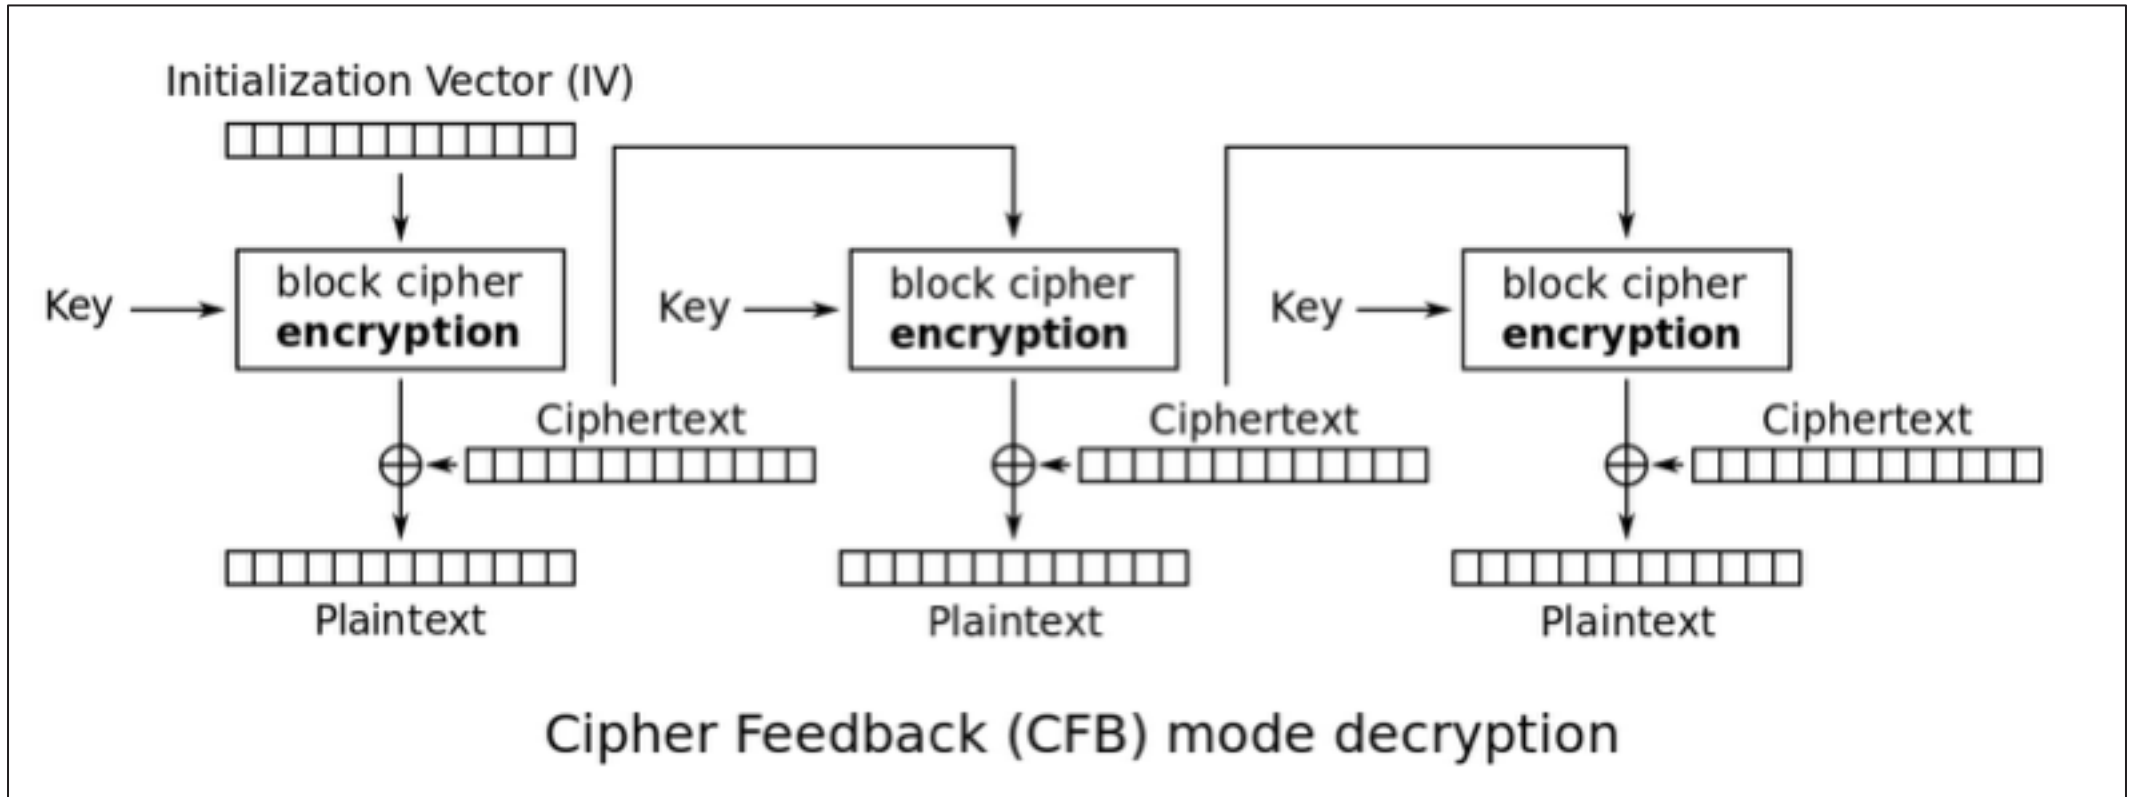 Initialization Vector (IV)
Key
block cipher
encryption
Key
block cipher
encryption
Key
block cipher
encryption
Ciphertext
Ciphertext
Ciphertext
Plaintext
Plaintext
Plaintext
Cipher Feedback (CFB) mode decryption